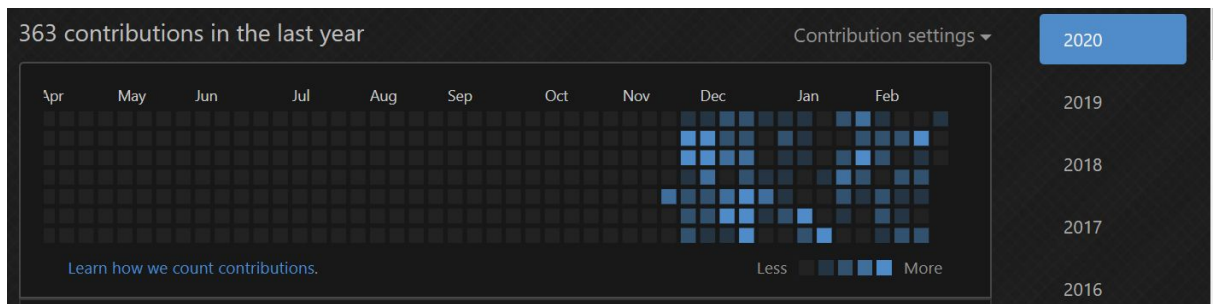 363 contributions in the last year
Contribution settings
2020
2019
2018
2017
2016
Apr May Jun Jul Aug Sep Oct Nov Dec Jan Feb
Learn how we count contributions.
Less More